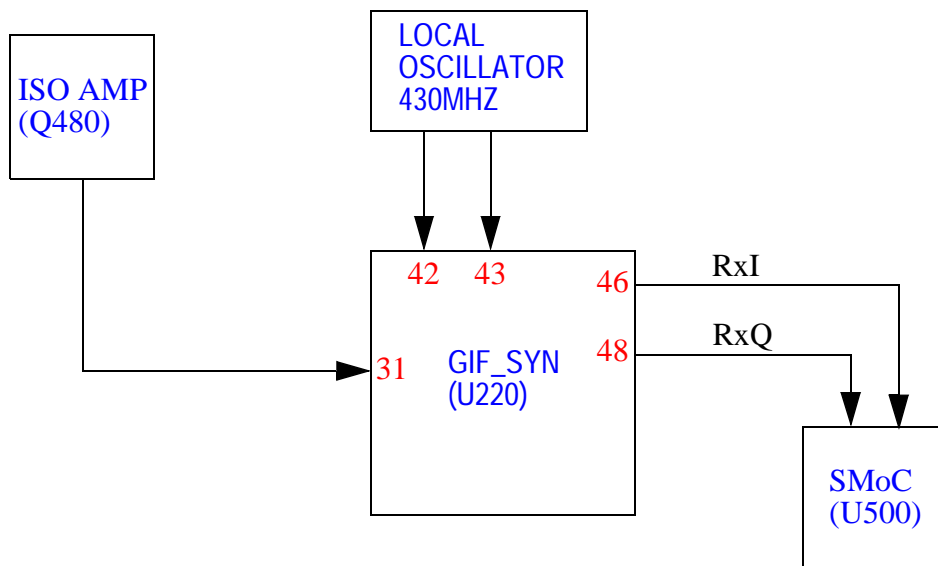 ISO AMP
(Q480)
LOCAL
OSCILLATOR
430MHZ
42
43
46
RxI
48
RxQ
31
GIF_SYN
(U220)
SMoC
(U500)